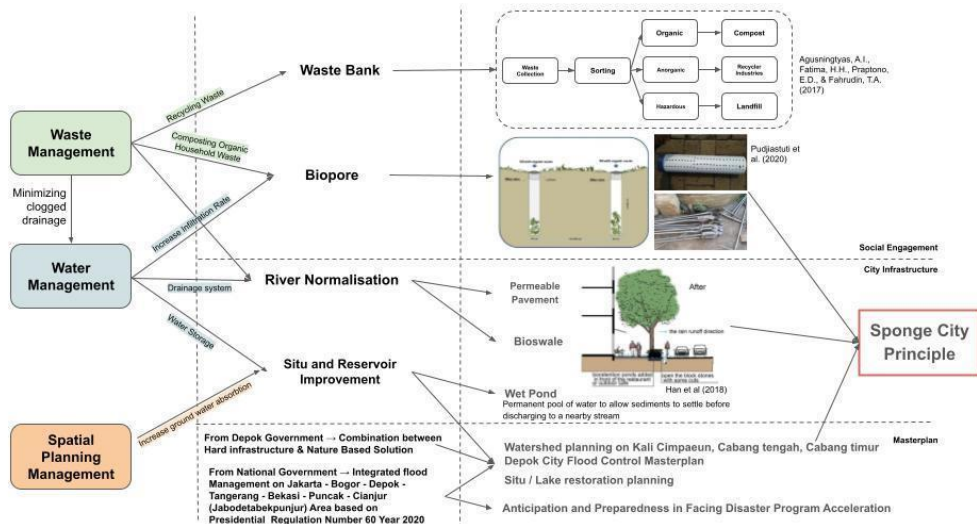 Waste
Management
Minimizing
clogged
drainage
Water
Management
Spatial
Planning
Management
Recycling Waste
Composting Organic
Household Waste
Increase Infiltration Rate
Drainage system
Water Storage
Increase ground water absorbtion
Waste Bank
Biopore
River Normalisation
Situ and Reservoir
Improvement
From Depok Government → Combination between
Hard infrastructure & Nature Based Solution
From National Government → Integrated flood
Management on Jakarta - Bogor - Depok -
Tangerang - Bekasi - Puncak - Cianjur
(Jabodetabekpunjur) Area based on
Presidential Regulation Number 60 Year 2020
Waste
Collection
Sorting
Organic
Compost
Anorganic
Recycler
Industries
Hazardous
Landfill
Agusningtyas, A.I.,
Fatima, H.H., Praptono,
E.D., & Fahrudin, T.A.
(2017)
Pudjiastuti
et al.
(2020)
Social Engagement
City Infrastructure
Permeable
Pavement
Bioswale
After
the rain runoff direction
open the block stones
with some cuts
Han et al (2018)
Wet Pond
Permanent pool of water to allow sediments to settle before
discharging to a nearby stream
Masterplan
Watershed planning on Kali Cimpaeun, Cabang tengah, Cabang timur
Depok City Flood Control Masterplan
Situ / Lake restoration planning
Anticipation and Preparedness in Facing Disaster Program Acceleration
Sponge City
Principle